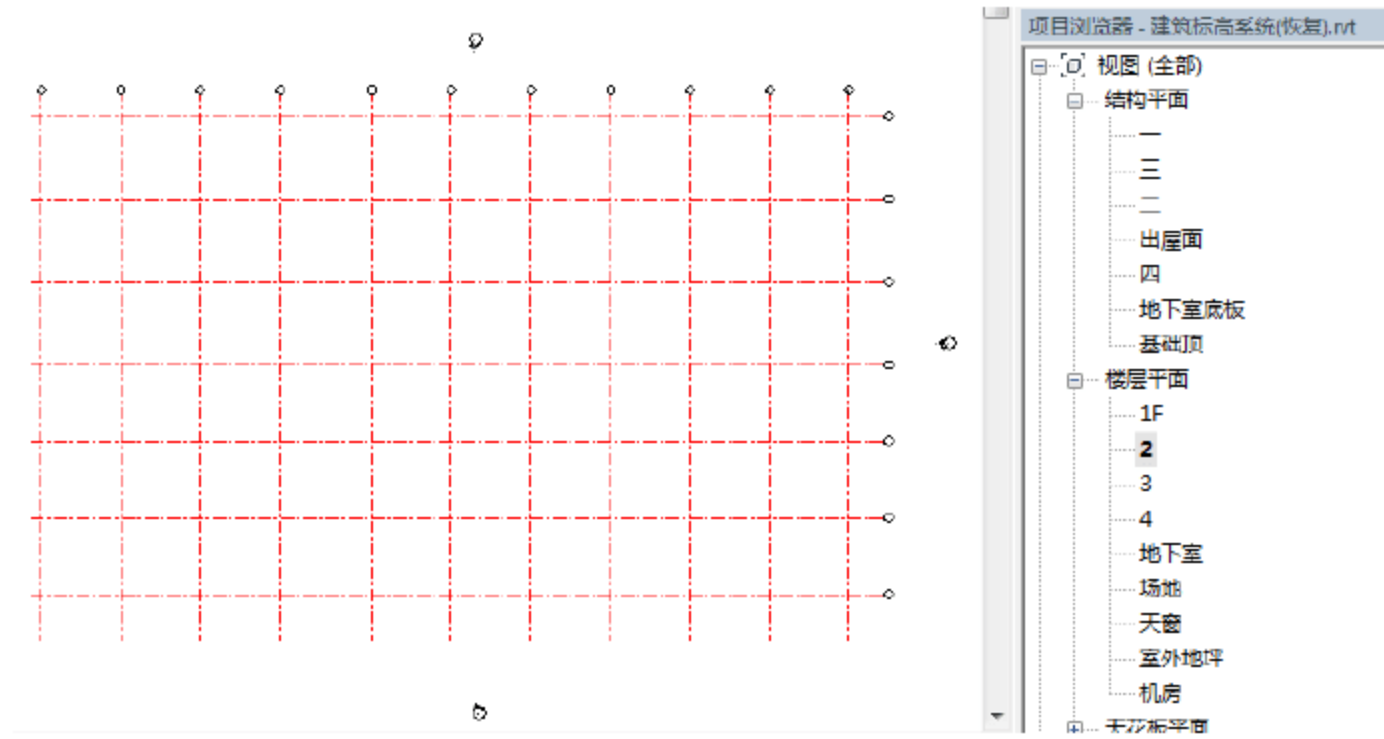 项目浏览器 - 建筑标高系统(恢复).rvt
视图 (全部)
结构平面
一
三
二
出屋面
四
地下室底板
基础顶
楼层平面
1F
2
3
4
地下室
场地
天窗
室外地坪
机房
天花板平面